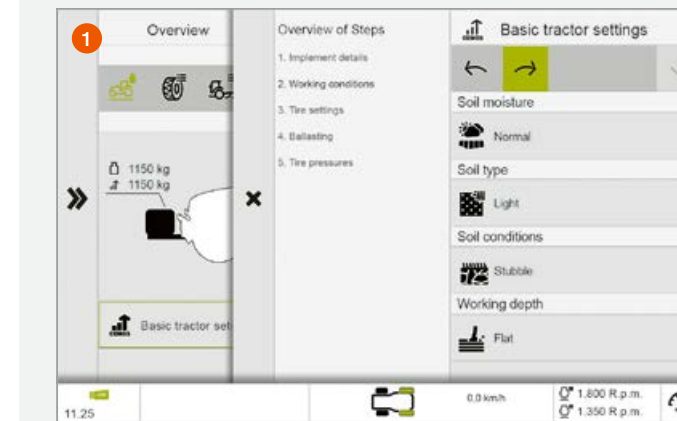 1
Overview
1150 kg
1150 kg
Basic tractor set
Overview of Steps
1. Implement details
2. Working conditions
3. Tire settings
4. Ballasting
5. Tire pressures
Basic tractor settings
Soil moisture
Normal
Soil type
Light
Soil conditions
Stubble
Working depth
Flat
11.25
0,0 km/h
1.800 R.p.m.
1.350 R.p.m.